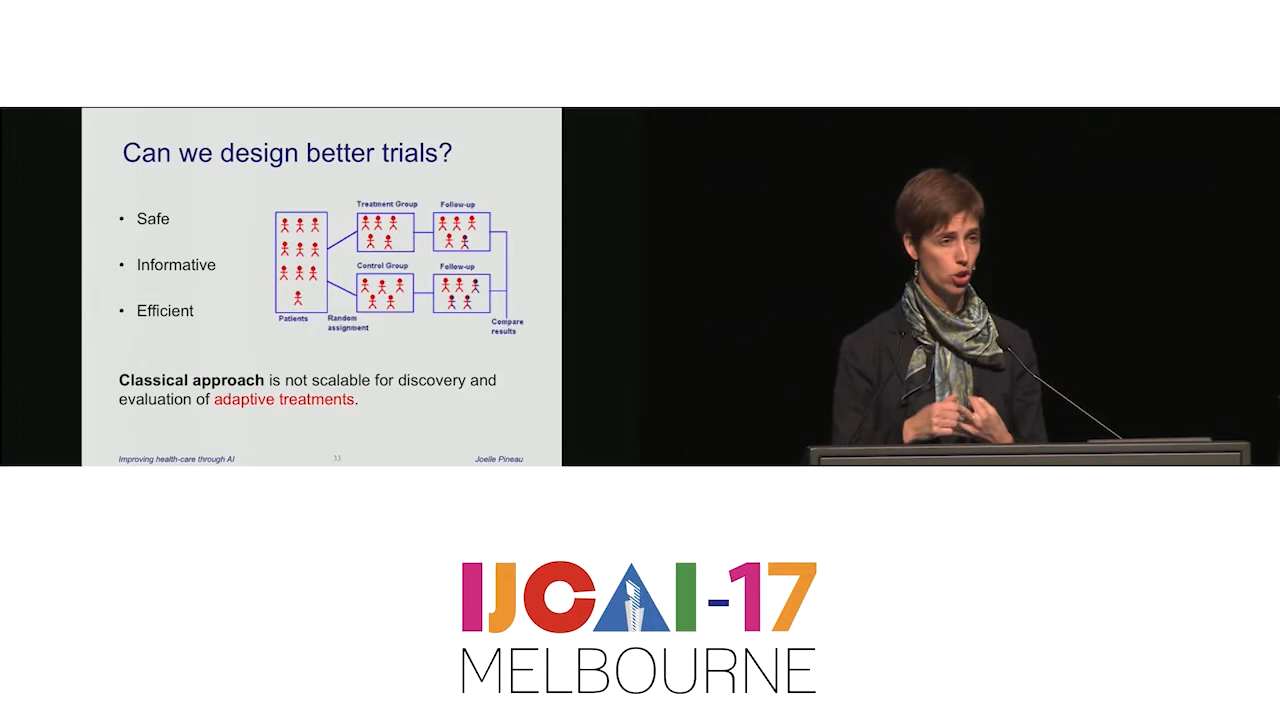 Can we design better trials?
• Safe
• Informative
• Efficient
Treatment Group
Follow-up
Control Group
Follow-up
Patients
Random
assignment
Compare
results
Classical approach is not scalable for discovery and
evaluation of adaptive treatments.
Improving health-care through AI
33
Joelle Pineau
IJCAI-17
MELBOURNE